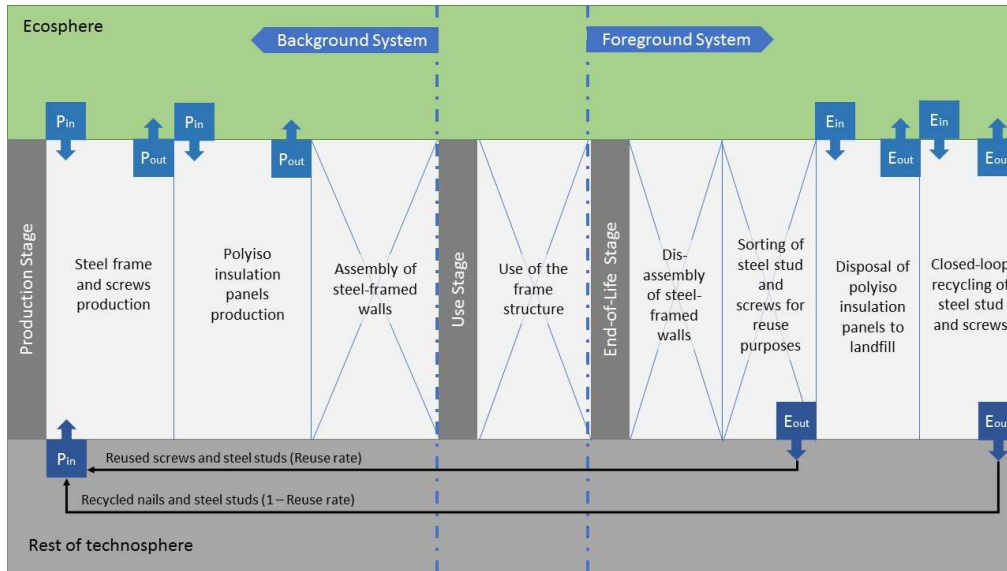 Ecosphere
Background System
Foreground System
Pin
Pin
Ein
Ein
Pout
Pout
Eout
Eout
Production Stage
Steel frame
and screws
production
Polyiso
insulation
panels
production
Assembly of
steel-framed
walls
Use Stage
Use of the
frame
structure
End-of-Life Stage
Dis-
assembly
of steel-
framed
walls
Sorting of
steel stud
and
screws for
reuse
purposes
Disposal of
polyiso
insulation
panels to
landfill
Closed-loop
recycling of
steel stud
and screws
Eout
Eout
Pin
Reused screws and steel studs (Reuse rate)
Recycled nails and steel studs (1 – Reuse rate)
Rest of technosphere